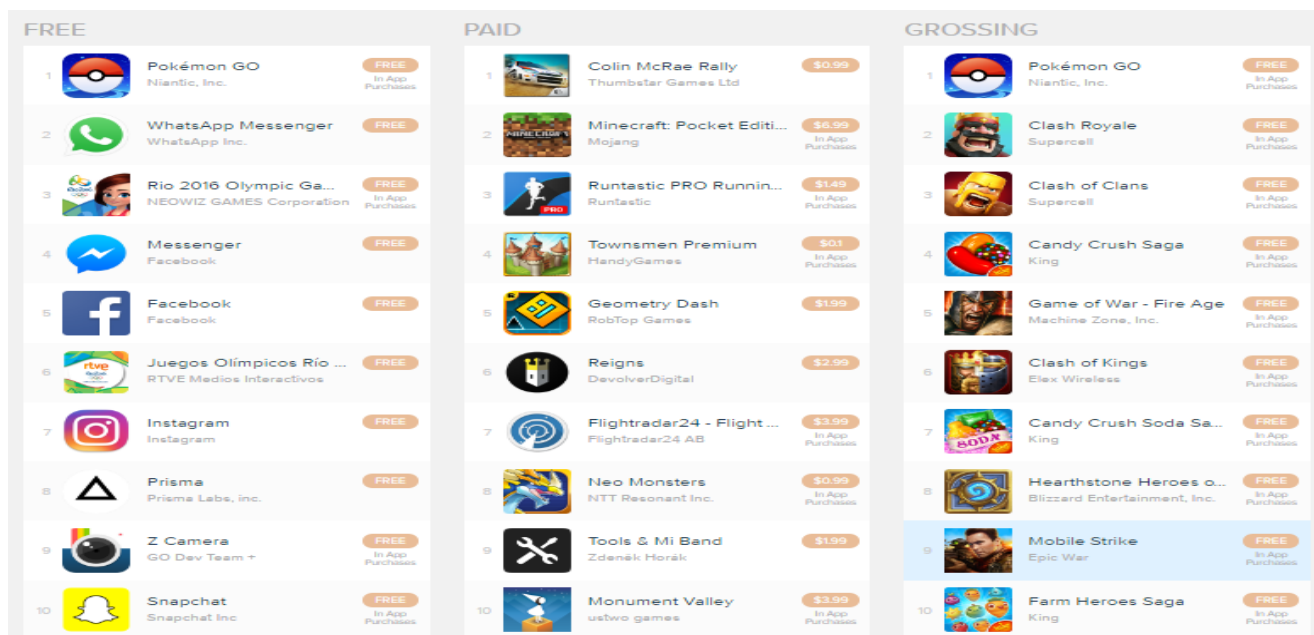 FREE
1
Pokémon GO
FREE
Niantic, Inc.
In App
Purchases
2
WhatsApp Messenger
FREE
WhatsApp Inc.
3
Rio 2016 Olympic Ga...
FREE
NEOWIZ GAMES Corporation
In App
Purchases
4
Messenger
FREE
Facebook
5
Facebook
FREE
Facebook
6
Juegos Olímpicos Río ...
FREE
RTVE Medios Interactivos
7
Instagram
FREE
Instagram
8
Prisma
FREE
Prisma Labs, inc.
9
Z Camera
FREE
GO Dev Team +
In App
Purchases
10
Snapchat
FREE
Snapchat Inc
In App
Purchases
PAID
1
Colin McRae Rally
$0.99
Thumbstar Games Ltd
2
MINECRAFT
Minecraft: Pocket Editi...
$6.99
Mojang
In App
Purchases
3
PRO
Runtastic PRO Runnin...
$1.49
Runtastic
In App
Purchases
4
Townsmen Premium
$0.1
HandyGames
In App
Purchases
5
Geometry Dash
$1.99
RobTop Games
6
Reigns
$2.99
DevolverDigital
7
Flightradar24 - Flight ...
$3.99
Flightradar24 AB
In App
Purchases
8
Neo Monsters
$0.99
NTT Resonant Inc.
In App
Purchases
9
Tools & Mi Band
$1.99
Zdeněk Horák
10
Monument Valley
$3.99
ustwo games
In App
Purchases
GROSSING
1
Pokémon GO
FREE
Niantic, Inc.
In App
Purchases
2
Clash Royale
FREE
Supercell
In App
Purchases
3
Clash of Clans
FREE
Supercell
In App
Purchases
4
Candy Crush Saga
FREE
King
In App
Purchases
5
Game of War - Fire Age
FREE
Machine Zone, Inc.
In App
Purchases
6
Clash of Kings
FREE
Elex Wireless
In App
Purchases
7
SODA
Candy Crush Soda Sa...
FREE
King
In App
Purchases
8
Hearthstone Heroes o...
FREE
Blizzard Entertainment, Inc.
In App
Purchases
9
Mobile Strike
FREE
Epic War
In App
Purchases
10
Farm Heroes Saga
FREE
King
In App
Purchases